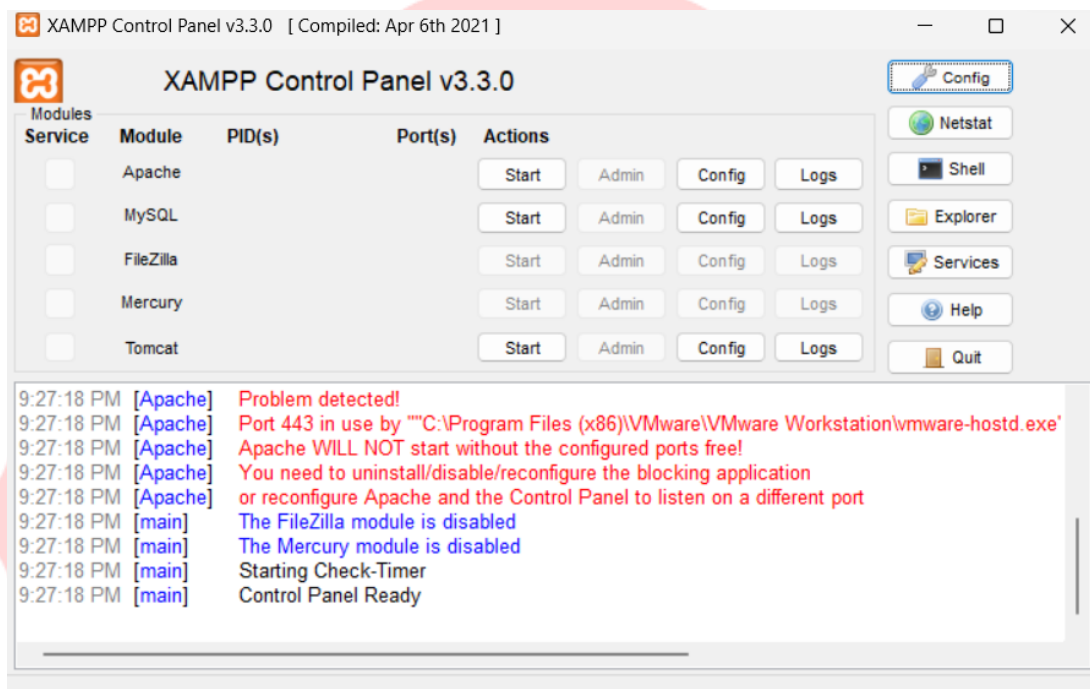 XAMPP Control Panel v3.3.0 [ Compiled: Apr 6th 2021 ]
XAMPP Control Panel v3.3.0
Config
Modules
Service Module PID(s) Port(s) Actions
Netstat
Apache Start Admin Config Logs
Shell
MySQL Start Admin Config Logs
Explorer
FileZilla Start Admin Config Logs
Services
Mercury Start Admin Config Logs
Help
Tomcat Start Admin Config Logs
Quit
9:27:18 PM [Apache] Problem detected!
9:27:18 PM [Apache] Port 443 in use by ""C:\Program Files (x86)\VMware\VMware Workstation\vmware-hostd.exe"
9:27:18 PM [Apache] Apache WILL NOT start without the configured ports free!
9:27:18 PM [Apache] You need to uninstall/disable/reconfigure the blocking application
9:27:18 PM [Apache] or reconfigure Apache and the Control Panel to listen on a different port
9:27:18 PM [main] The FileZilla module is disabled
9:27:18 PM [main] The Mercury module is disabled
9:27:18 PM [main] Starting Check-Timer
9:27:18 PM [main] Control Panel Ready